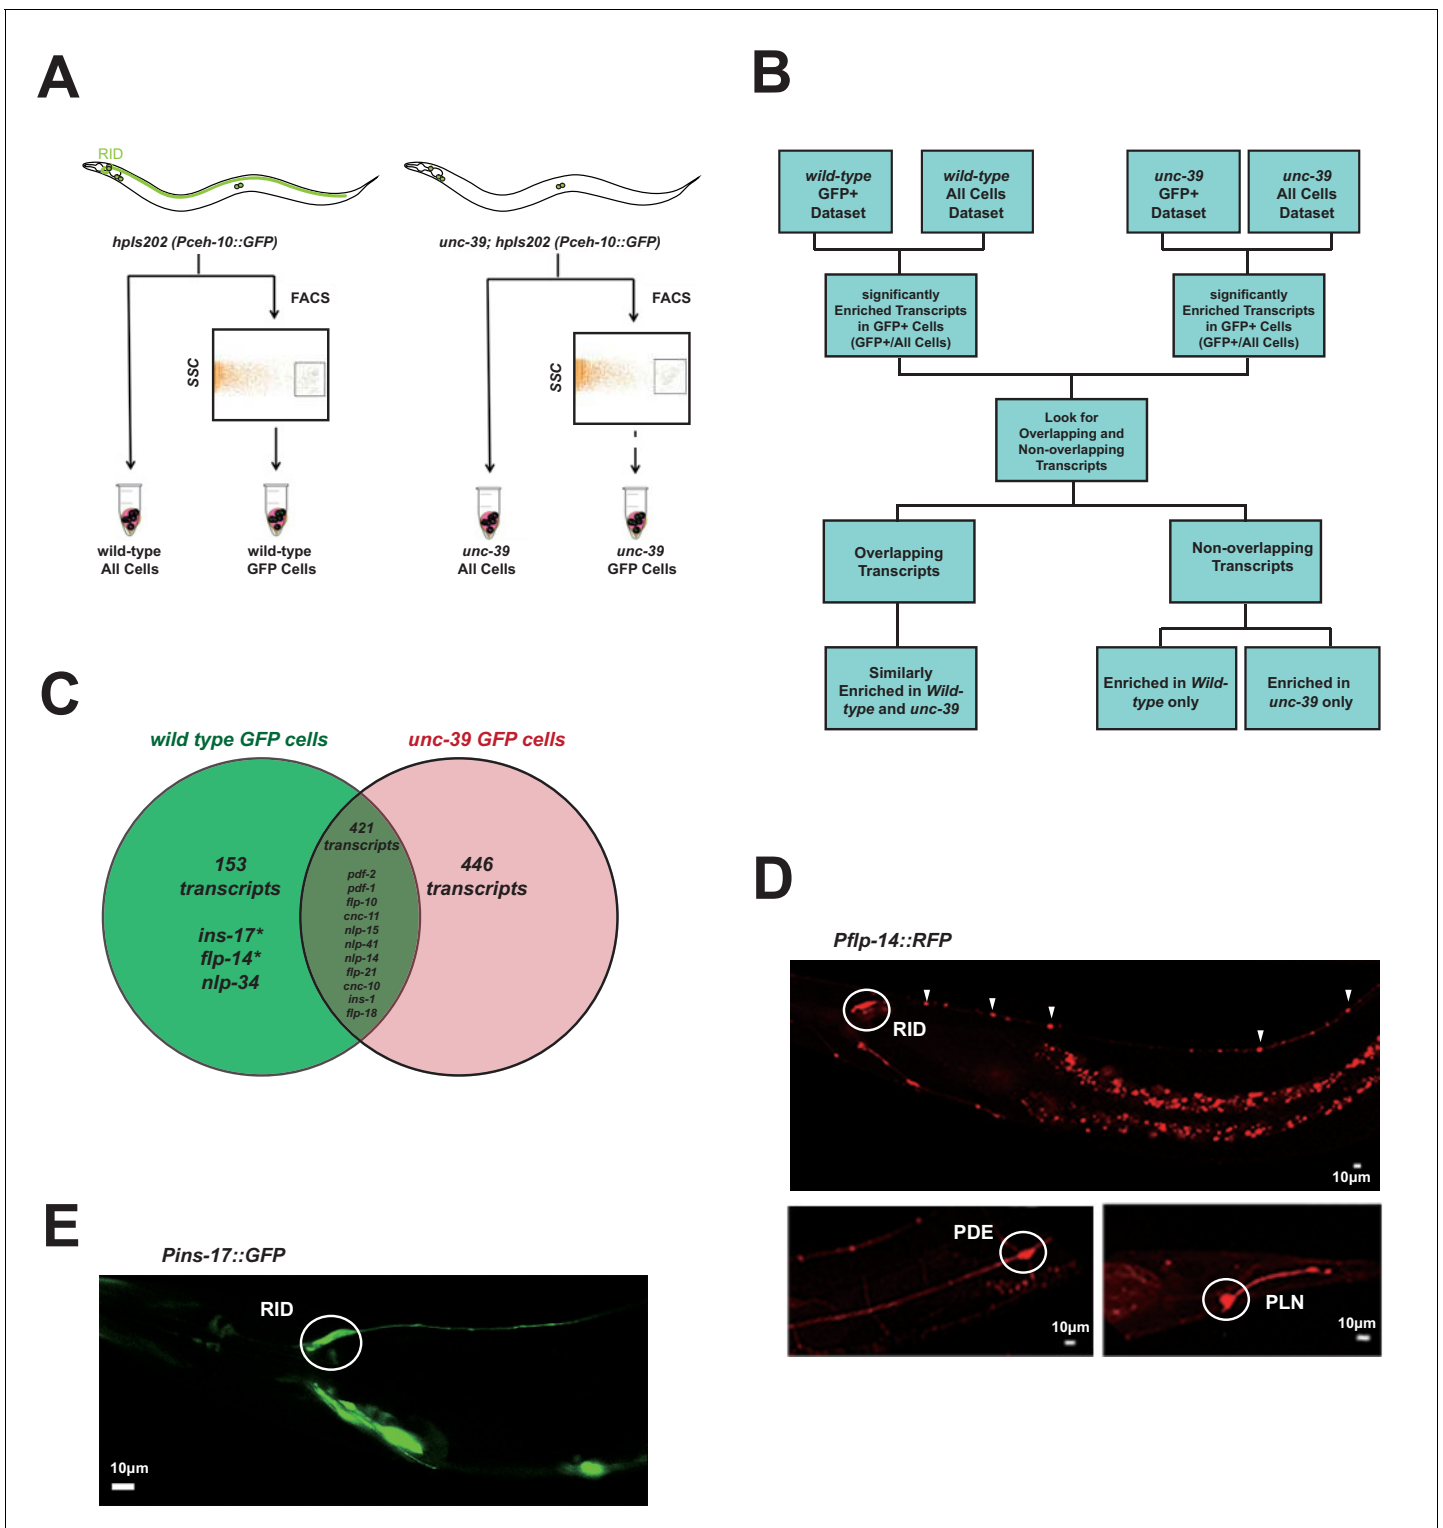 A
RID
hpIs202 (Pceh-10::GFP)
unc-39; hpIs202 (Pceh-10::GFP)
FACS
FACS
SSC
SSC
wild-type
All Cells
wild-type
GFP Cells
unc-39
All Cells
unc-39
GFP Cells
B
wild-type
GFP+
Dataset
wild-type
All Cells
Dataset
unc-39
GFP+
Dataset
unc-39
All Cells
Dataset
significantly
Enriched Transcripts
in GFP+ Cells
(GFP+/All Cells)
significantly
Enriched Transcripts
in GFP+ Cells
(GFP+/All Cells)
Look for
Overlapping and
Non-overlapping
Transcripts
Overlapping
Transcripts
Non-overlapping
Transcripts
Similarly
Enriched in Wild-
type and unc-39
Enriched in Wild-
type only
Enriched in
unc-39 only
C
wild type GFP cells
unc-39 GFP cells
153
transcripts
ins-17*
flp-14*
nlp-34
421
transcripts
pdf-2
pdf-1
flp-10
cnc-11
nlp-15
nlp-41
nlp-14
flp-21
cnc-10
ins-1
flp-18
446
transcripts
D
Pflp-14::RFP
RID
10µm
PDE
10µm
PLN
10µm
E
Pins-17::GFP
RID
10µm